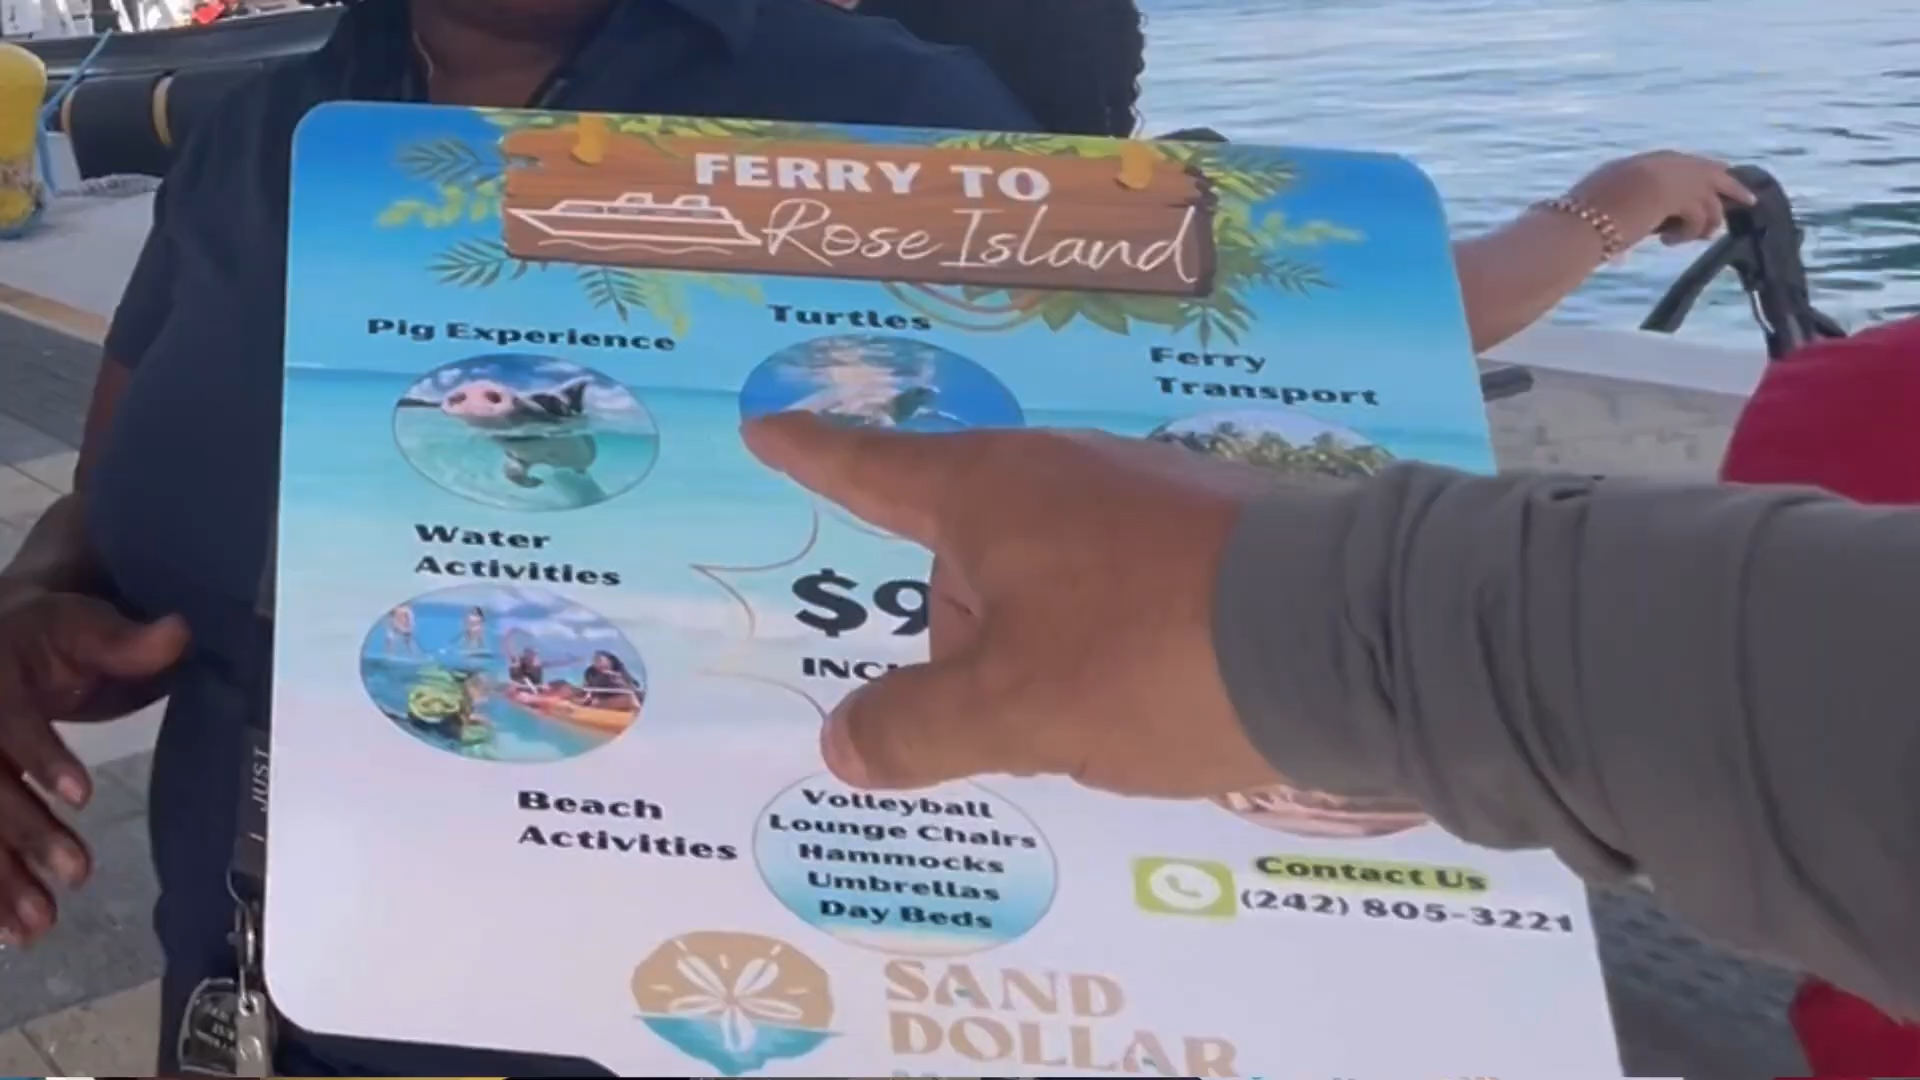 FERRY TO
Rose Island
Pig Experience
Turtles
Ferry
Transport
Water
Activities
$9
Beach
Activities
Volleyball
Lounge Chairs
Hammocks
Umbrellas
Day Beds
Contact Us
(242) 805-3221
SAND
DOLLAR
JUST